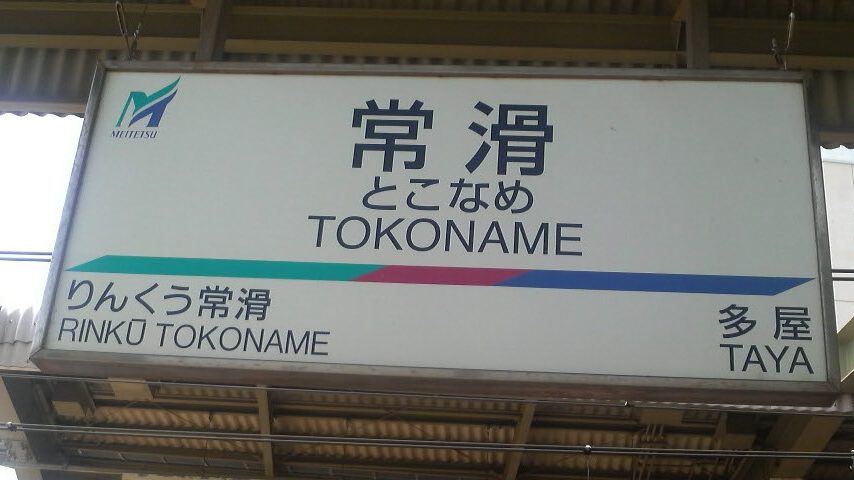 MEITETSU
常滑
とこなめ
TOKONAME
りんくう常滑
RINKŪ TOKONAME
多屋
TAYA